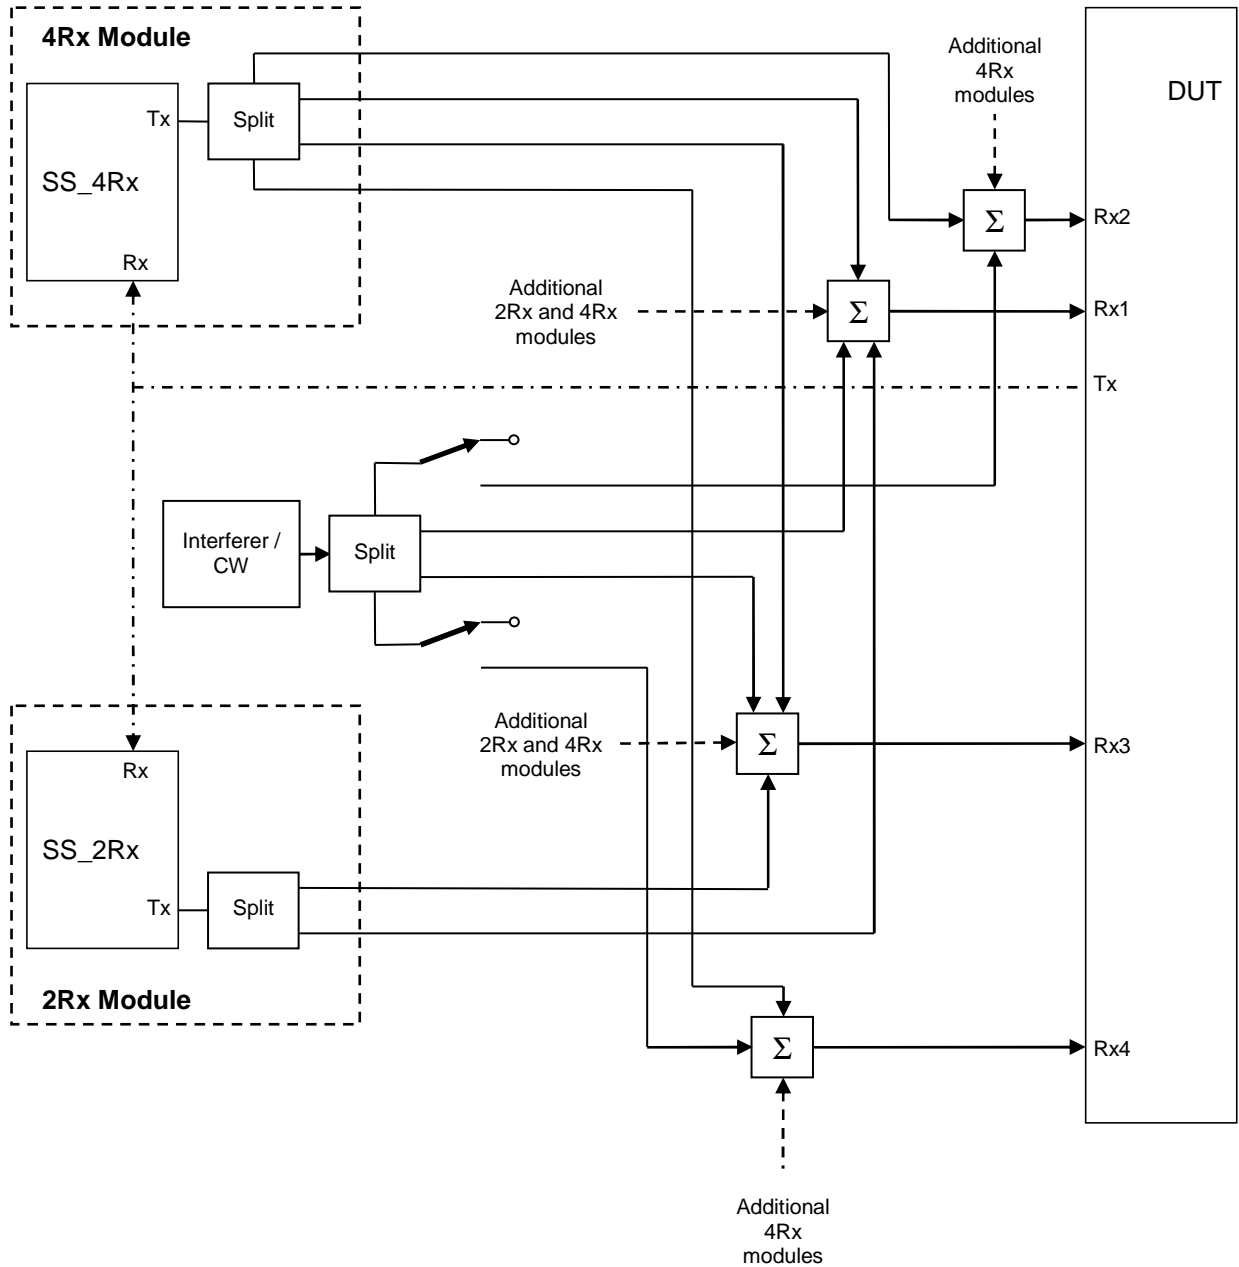 4Rx Module
Additional
4Rx
modules
DUT
Tx
Split
SS_4Rx
Rx
Σ
Rx2
Additional
2Rx and 4Rx
modules
Σ
Rx1
Tx
Interferer /
CW
Split
Additional
2Rx and 4Rx
modules
Σ
Rx3
Rx
SS_2Rx
Tx
Split
2Rx Module
Σ
Rx4
Additional
4Rx
modules